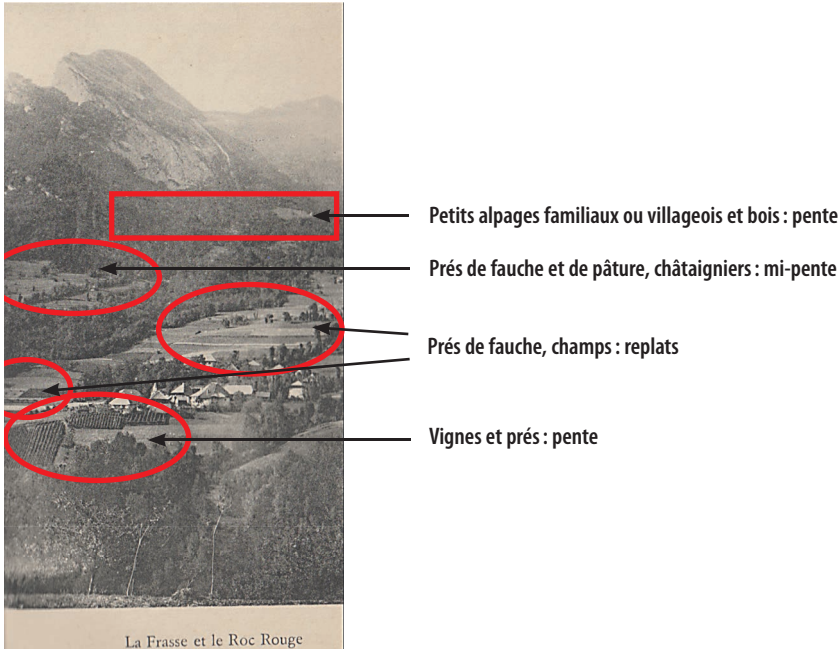 Petits alpages familiaux ou villageois et bois : pente
Prés de fauche et de pâture, châtaigniers : mi-pente
Prés de fauche, champs : replats
Vignes et prés : pente
La Frasse et le Roc Rouge